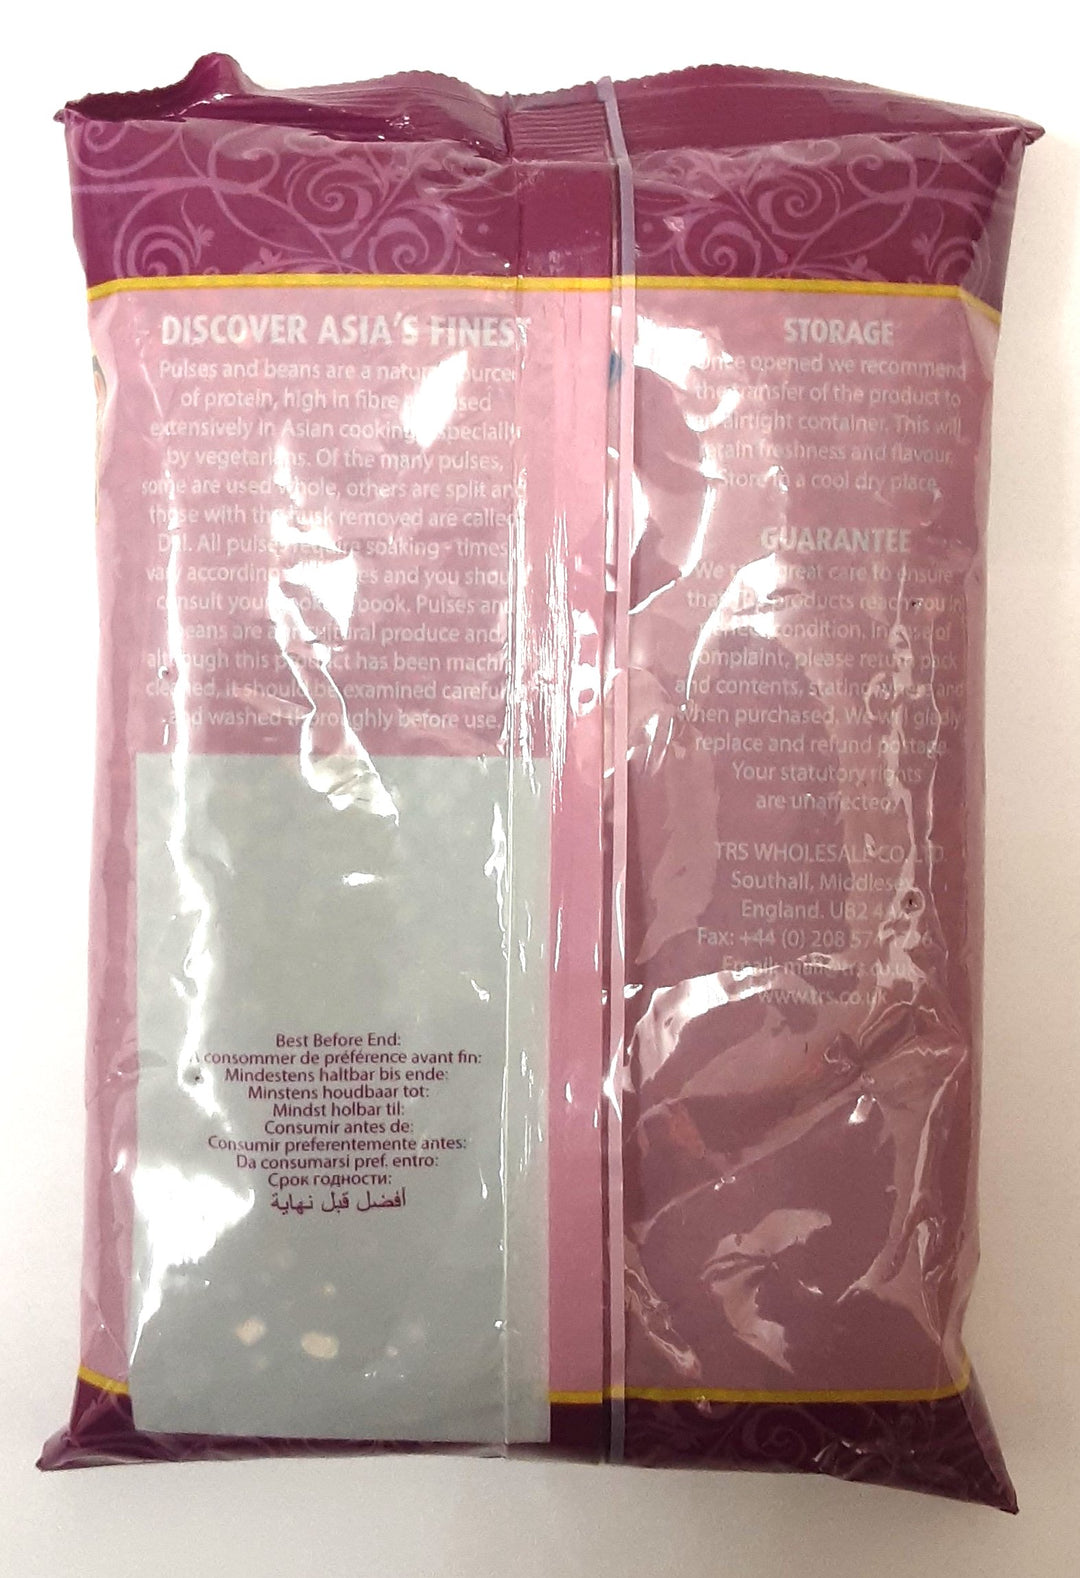 DISCOVER ASIA'S FINEST
Pulses and beans are a natural
of protein, high in fibre
extensively in Asian cooking especially
by vegetarians. Of the many pulses,
some are used whole, others are split and
those with the husk removed are called
Dal. All pulses require soaking - times
vary according and you should
consult your book. Pulses and
beans are agricultural produce and
although this product has been machine
cleaned, it should be examined carefully
and washed thoroughly before use.
Best Before End:
A consommer de préférence avant fin:
Mindestens haltbar bis ende:
Minstens houdbaar tot:
Mindst holbar til:
Consumir antes de:
Consumir preferentemente antes:
Da consumarsi pref. entro:
Срок годности:
أفضل قبل نهاية
STORAGE
Once opened we recommend
the transfer of the product to
an airtight container. This will
retain freshness and flavour.
Store in a cool dry place
GUARANTEE
We take great care to ensure
that products reach you in
perfect condition. In case of
complaint, please return pack
and contents, stating where and
when purchased. We will gladly
replace and refund postage.
Your statutory rights
are unaffected.
TRS WHOLESALE CO. LTD.
Southall, Middlesex
England. UB2
Fax: +44 (0) 208 574
Email:
www.trs.co.uk